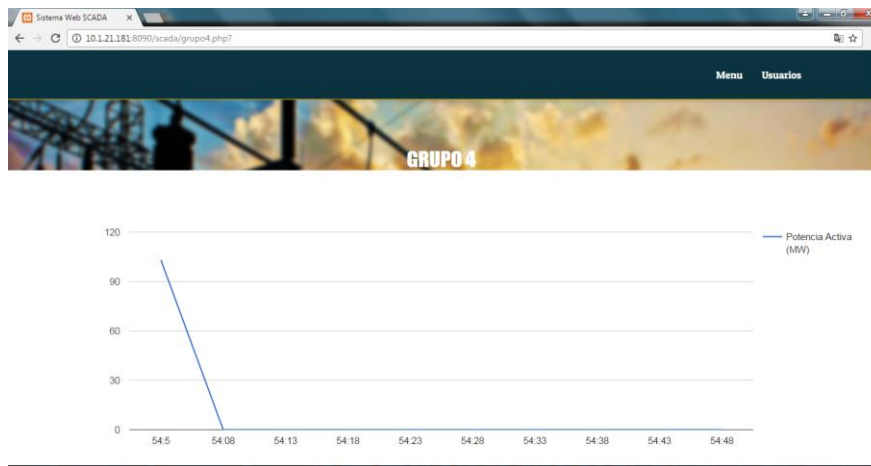 Sistema Web SCADA
10.1.21.181:8090/scada/grupo4.php?
Menu Usuarios
GRUPO 4
120
90
60
30
0
Potencia Activa
(MW)
54:5 54:08 54:13 54:18 54:23 54:28 54:33 54:38 54:43 54:48